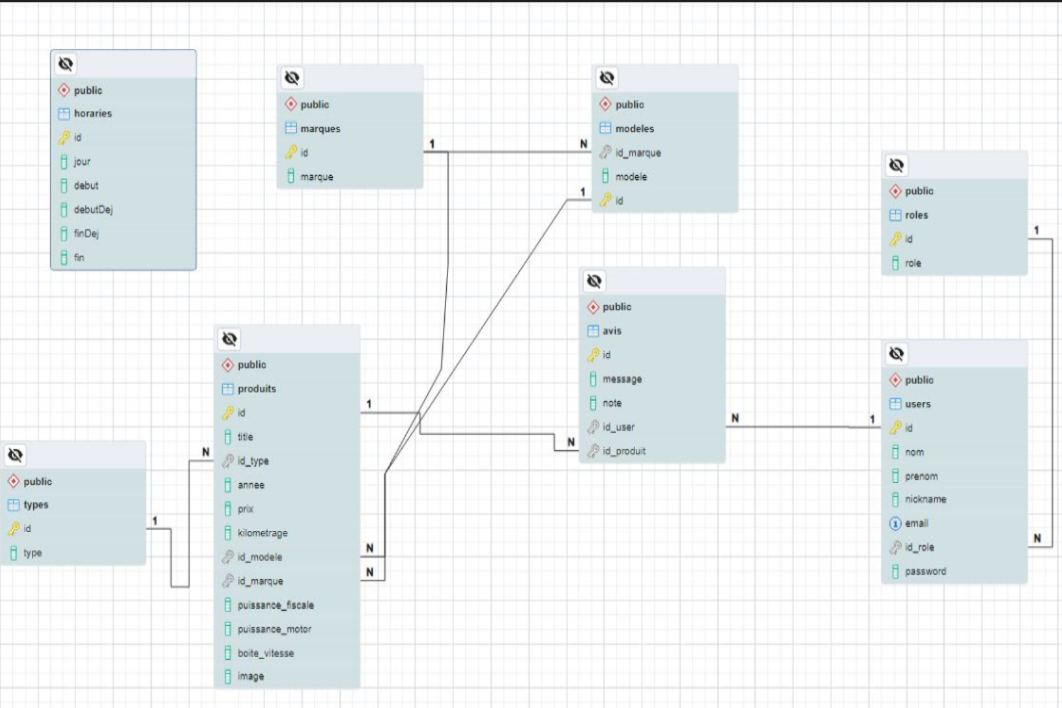 public
horaries
id
jour
debut
debutDej
finDej
fin
public
marques
id
marque
1
N
public
modeles
id_marque
modele
id
1
public
roles
id
role
1
public
avis
id
message
note
id_user
id_produit
N
N
1
public
users
id
nom
prenom
nickname
email
id_role
password
N
public
produits
id
title
id_type
annee
prix
kilometrage
id_modele
id_marque
puissance_fiscale
puissance_motor
boite_vitesse
image
1
N
N
N
public
types
id
type
1